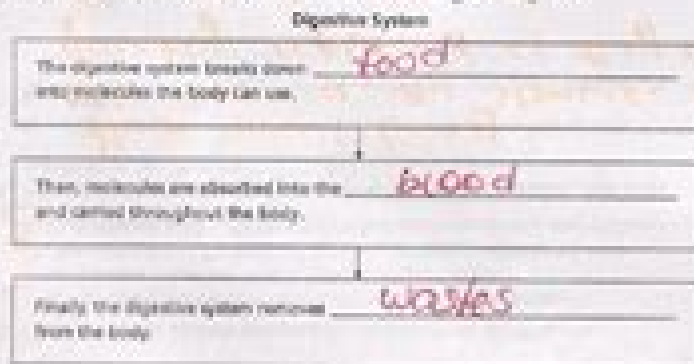 Digestive System
The digestive system breaks down food
into molecules the body can use.
Then, molecules are absorbed into the blood
and carried throughout the body.
Finally, the digestive system removes wastes
from the body.